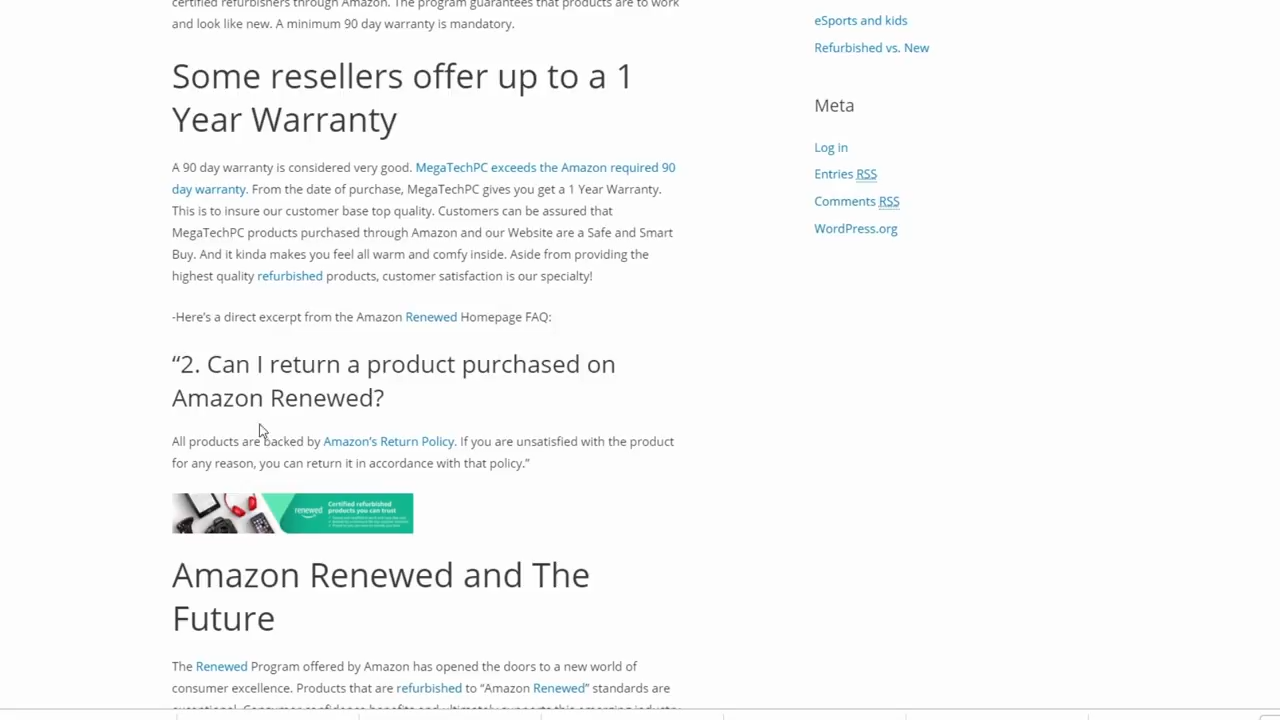 certified refurbishers through Amazon. The program guarantees that products are to work
and look like new. A minimum 90 day warranty is mandatory.
Some resellers offer up to a 1
Year Warranty
A 90 day warranty is considered very good. MegaTechPC exceeds the Amazon required 90
day warranty. From the date of purchase, MegaTechPC gives you get a 1 Year Warranty.
This is to insure our customer base top quality. Customers can be assured that
MegaTechPC products purchased through Amazon and our Website are a Safe and Smart
Buy. And it kinda makes you feel all warm and comfy inside. Aside from providing the
highest quality refurbished products, customer satisfaction is our specialty!
-Here's a direct excerpt from the Amazon Renewed Homepage FAQ:
“2. Can I return a product purchased on
Amazon Renewed?
All products are backed by Amazon's Return Policy. If you are unsatisfied with the product
for any reason, you can return it in accordance with that policy.”
renewed
Certified refurbished
products you can trust
Amazon Renewed and The
Future
The Renewed Program offered by Amazon has opened the doors to a new world of
consumer excellence. Products that are refurbished to “Amazon Renewed” standards are
eSports and kids
Refurbished vs. New
Meta
Log in
Entries RSS
Comments RSS
WordPress.org